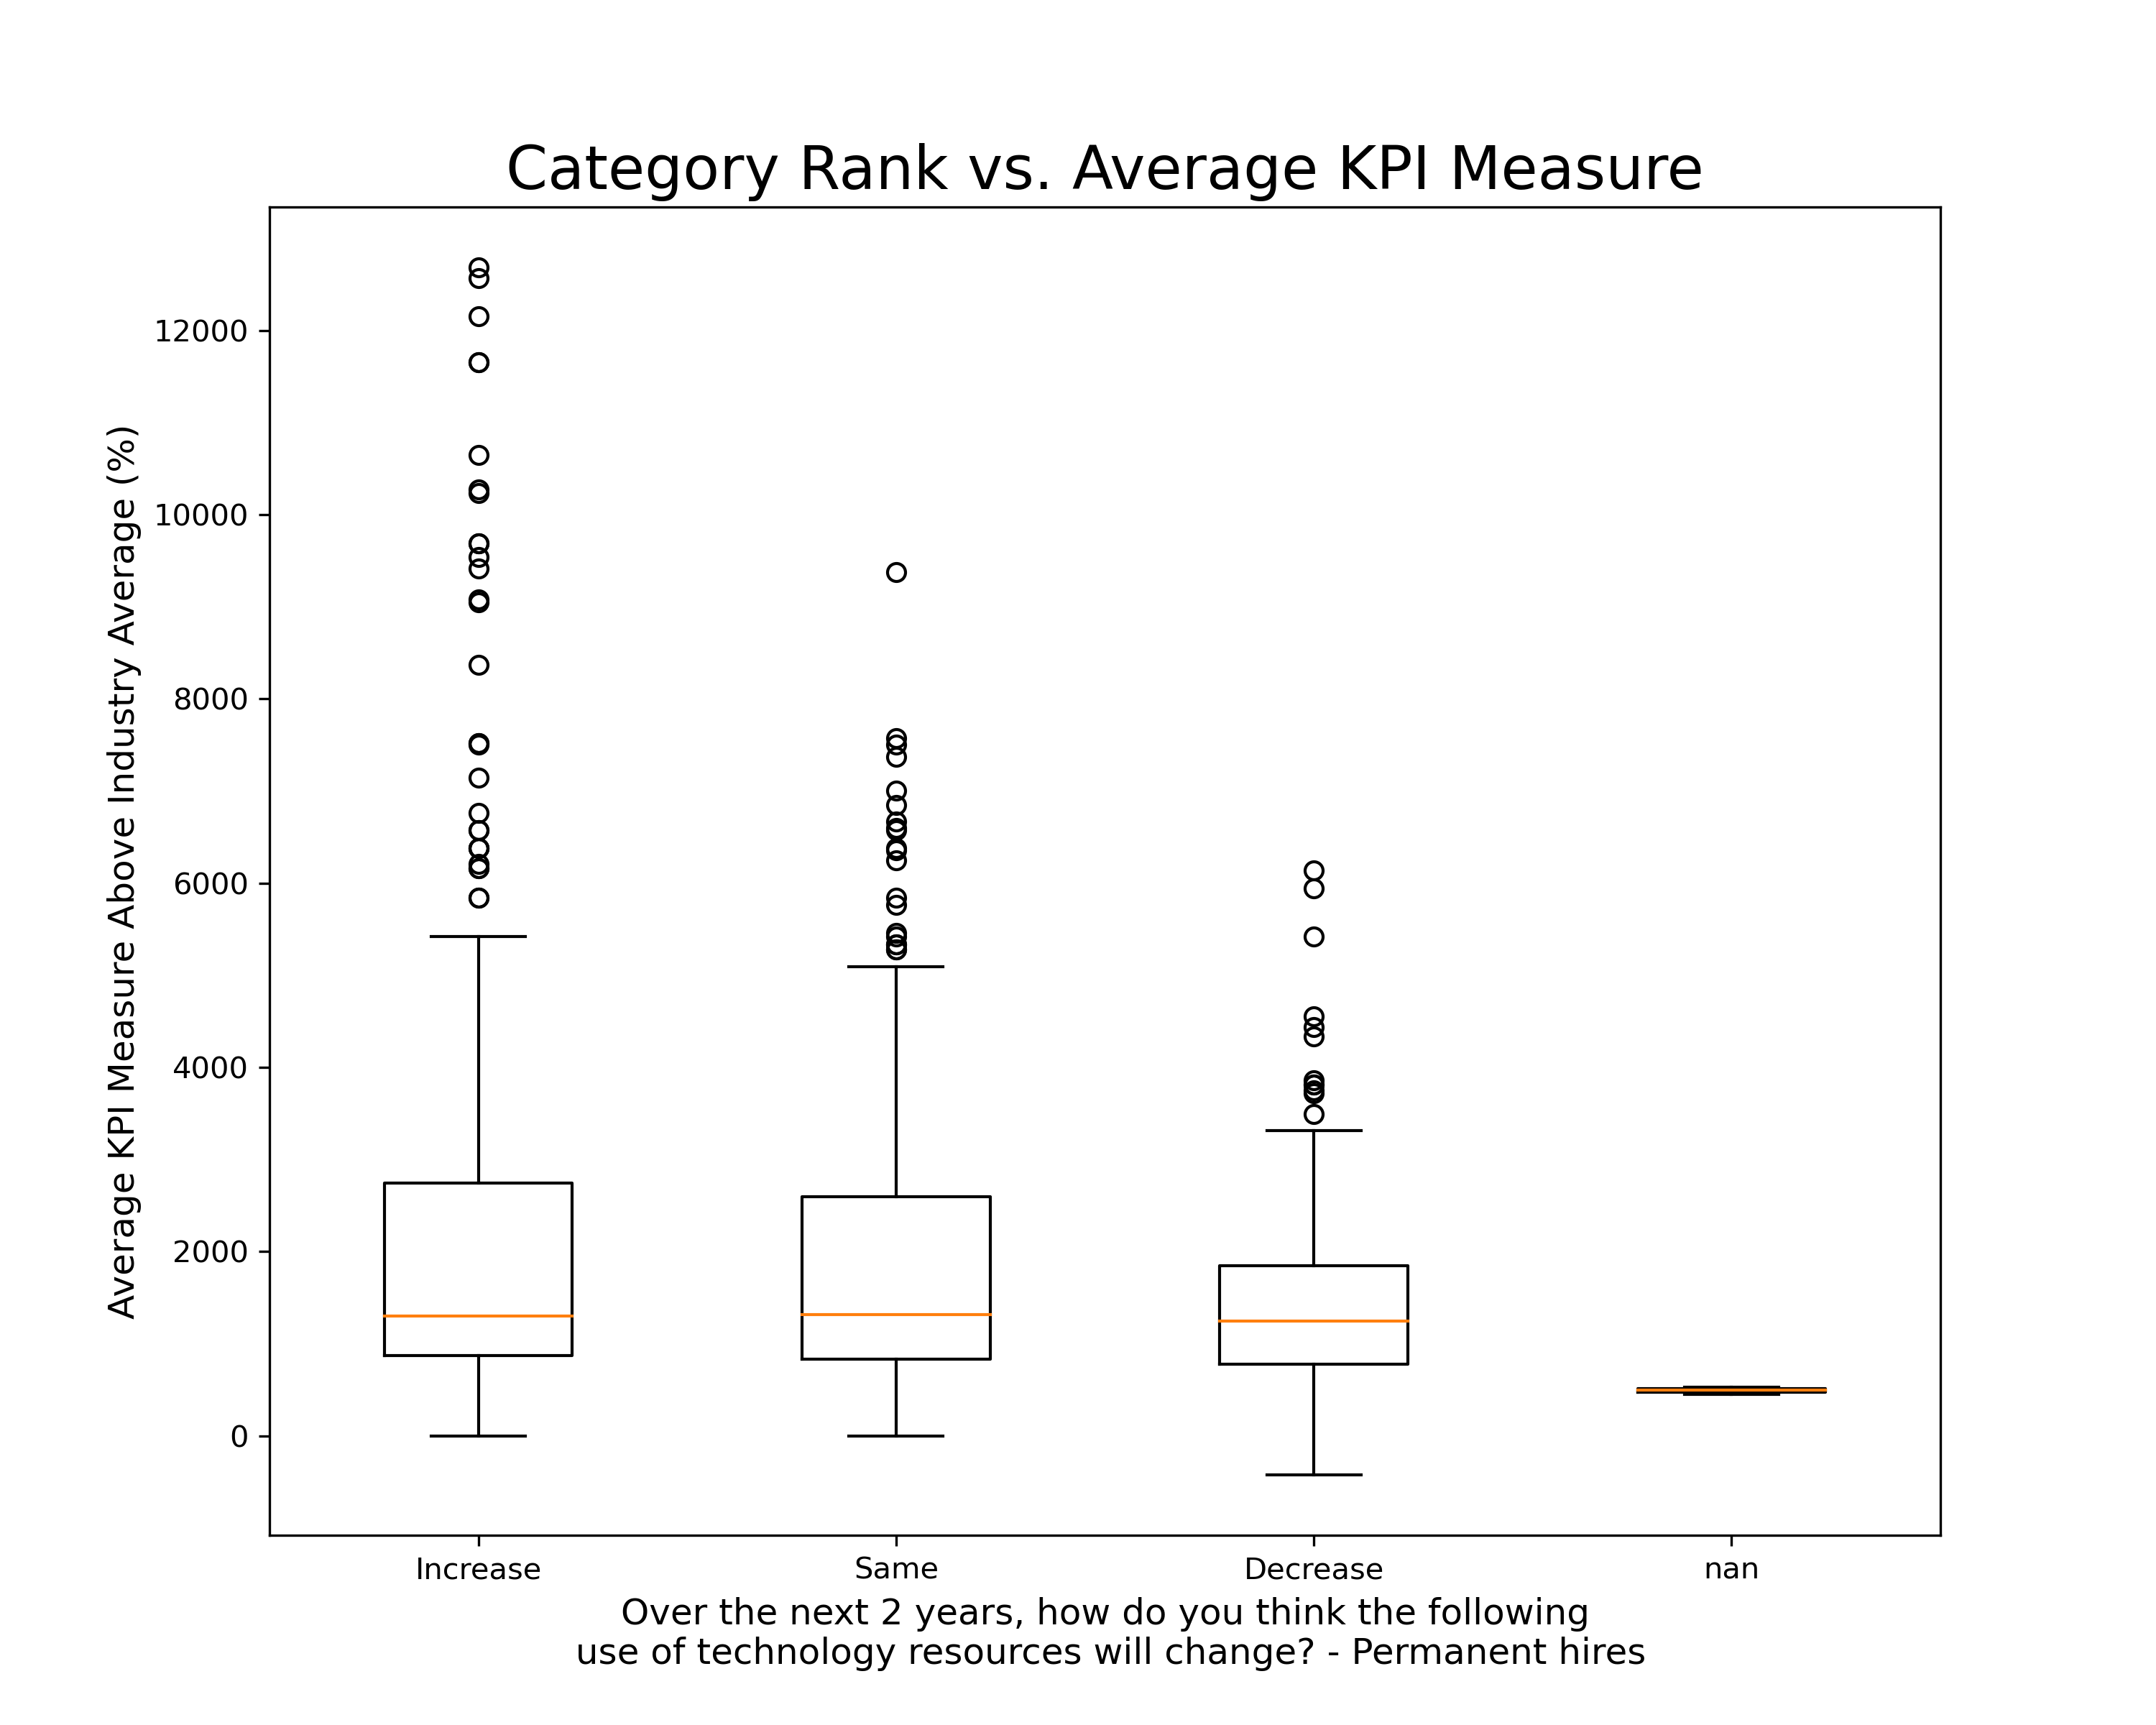 Category Rank vs. Average KPI Measure
Average KPI Measure Above Industry Average (%)
12000
10000
8000
6000
4000
2000
0
Increase
Same
Decrease
nan
Over the next 2 years, how do you think the following
use of technology resources will change? - Permanent hires